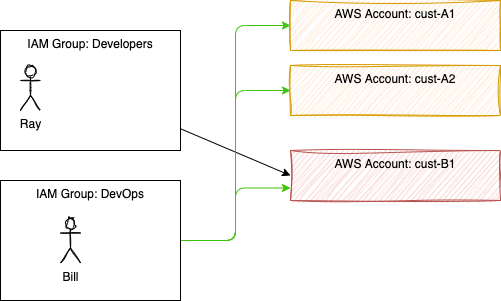 IAM Group: Developers
Ray
IAM Group: DevOps
Bill
AWS Account: cust-A1
AWS Account: cust-A2
AWS Account: cust-B1